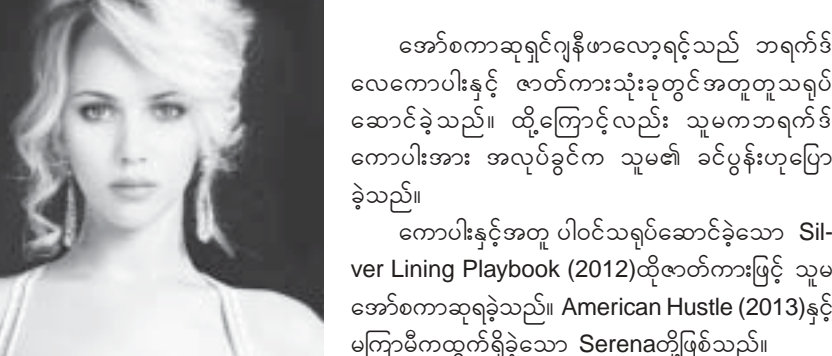 အော်စကာဆုရှင်ဂျနီဖာလော့ရင့်သည် ဘရက်ဒ်
လေကောပါးနှင့် ဇာတ်ကားသုံးခုတွင်အတူတူသရုပ်
ဆောင်ခဲ့သည်။ ထို့ကြောင့်လည်း သူမကဘရက်ဒ်
ကောပါးအား အလုပ်ခွင်က သူမ၏ ခင်ပွန်းဟုပြော
ခဲ့သည်။
ကောပါးနှင့်အတူ ပါဝင်သရုပ်ဆောင်ခဲ့သော Sil-
ver Lining Playbook (2012)ထိုဇာတ်ကားဖြင့် သူမ
အော်စကာဆုရခဲ့သည်။ American Hustle (2013)နှင့်
မကြာမီကထွက်ရှိခဲ့သော Serenaတို့ဖြစ်သည်။